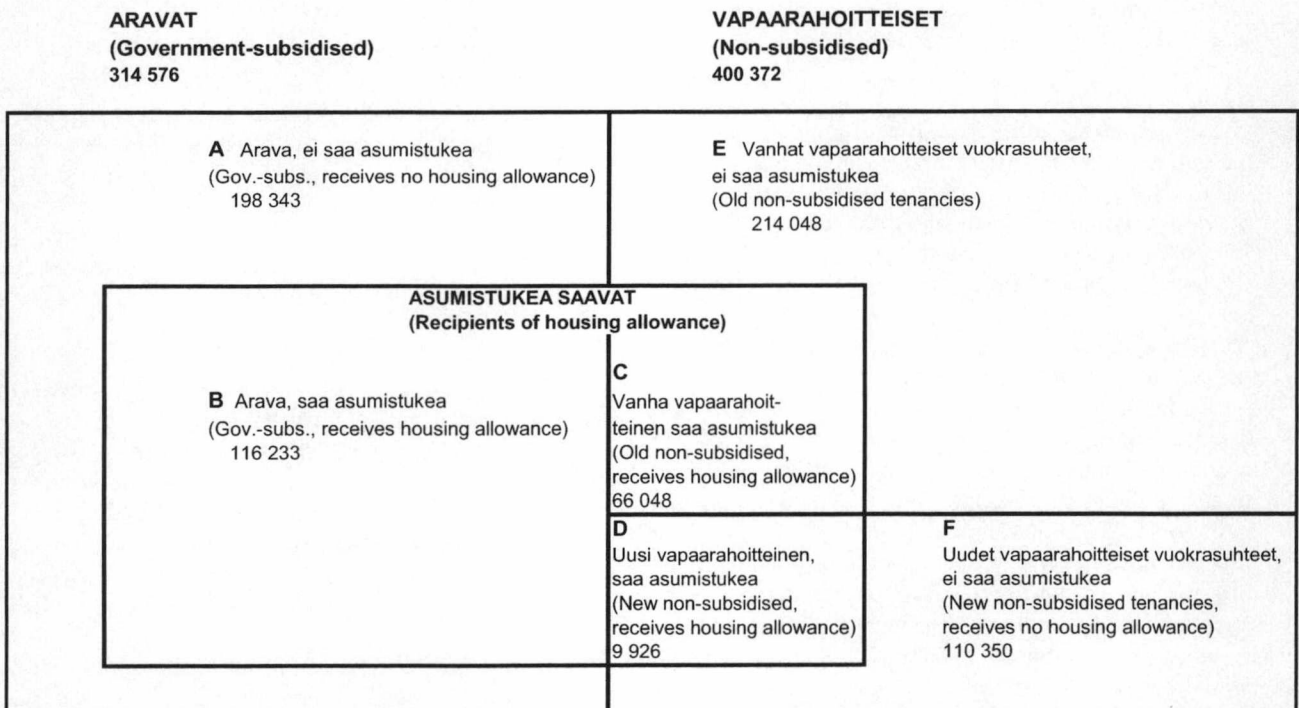 ARAVAT
(Government-subsidised)
314 576
VAPAARAHOITTEISET
(Non-subsidised)
400 372
A Arava, ei saa asumistukea
(Gov.-subs., receives no housing allowance)
198 343
E Vanhat vapaarahoitteiset vuokrasuhteet,
ei saa asumistukea
(Old non-subsidised tenancies)
214 048
ASUMISTUKEA SAAVAT
(Recipients of housing allowance)
B Arava, saa asumistukea
(Gov.-subs., receives housing allowance)
116 233
C
Vanha vapaarahoit-
teinen saa asumistukea
(Old non-subsidised,
receives housing allowance)
66 048
D
Uusi vapaarahoitteinen,
saa asumistukea
(New non-subsidised,
receives housing allowance)
9 926
F
Uudet vapaarahoitteiset vuokrasuhteet,
ei saa asumistukea
(New non-subsidised tenancies,
receives no housing allowance)
110 350